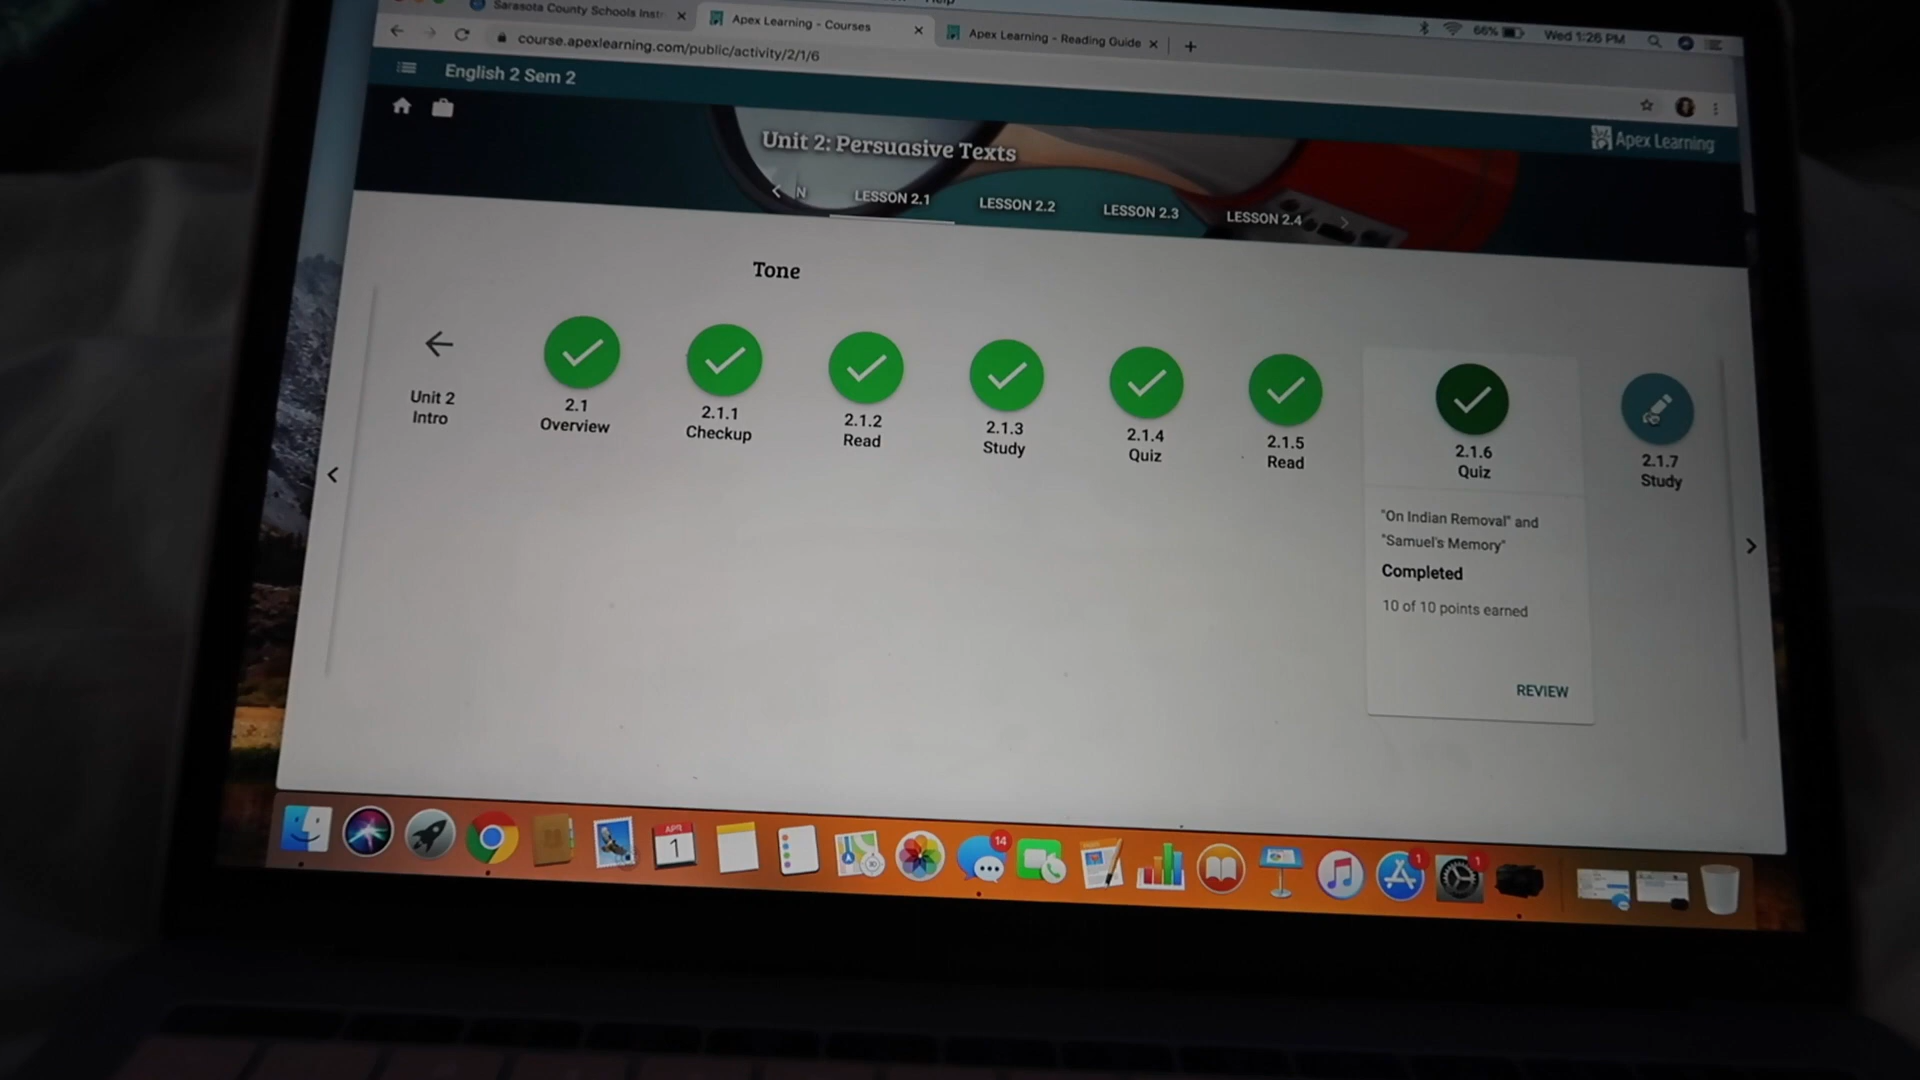 Sarasota County Schools Inst
Apex Learning - Courses
Apex Learning - Reading Guide
66%
Wed 1:26 PM
course.apexlearning.com/public/activity/2/1/6
English 2 Sem 2
Apex Learning
Unit 2: Persuasive Texts
N
LESSON 2.1
LESSON 2.2
LESSON 2.3
LESSON 2.4
Tone
Unit 2
Intro
2.1
Overview
2.1.1
Checkup
2.1.2
Read
2.1.3
Study
2.1.4
Quiz
2.1.5
Read
2.1.6
Quiz
2.1.7
Study
"On Indian Removal" and
"Samuel's Memory"
Completed
10 of 10 points earned
REVIEW
APR
1
14
1
1